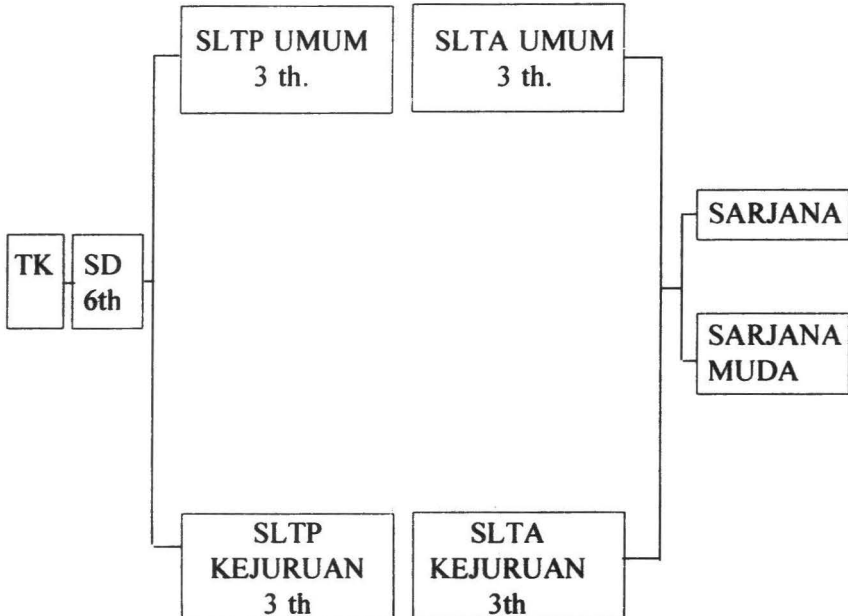 SLTP UMUM
3 th.
SLTA UMUM
3 th.
TK
SD
6th
SARJANA
SARJANA
MUDA
SLTP
KEJURUAN
3 th
SLTA
KEJURUAN
3th